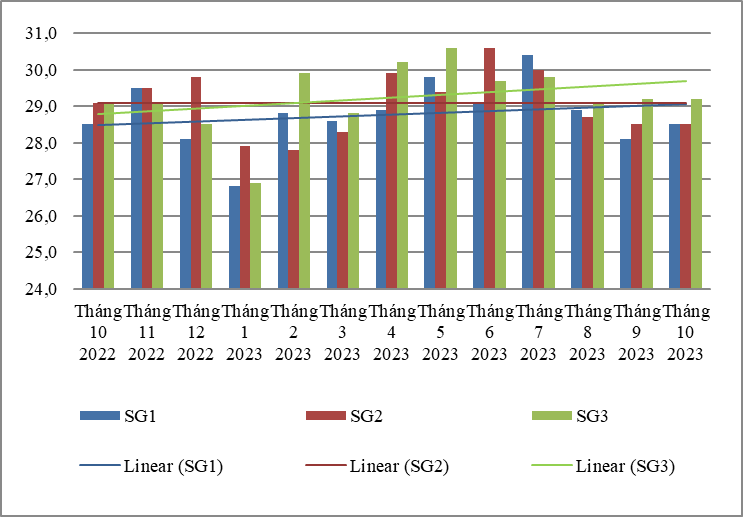 31,0
30,0
29,0
28,0
27,0
26,0
25,0
24,0
Tháng Tháng Tháng Tháng Tháng Tháng Tháng Tháng Tháng Tháng Tháng Tháng Tháng
10 11 12 1 2 3 4 5 6 7 8 9 10
2022 2022 2022 2023 2023 2023 2023 2023 2023 2023 2023 2023 2023
SG1 SG2 SG3
Linear (SG1) Linear (SG2) Linear (SG3)